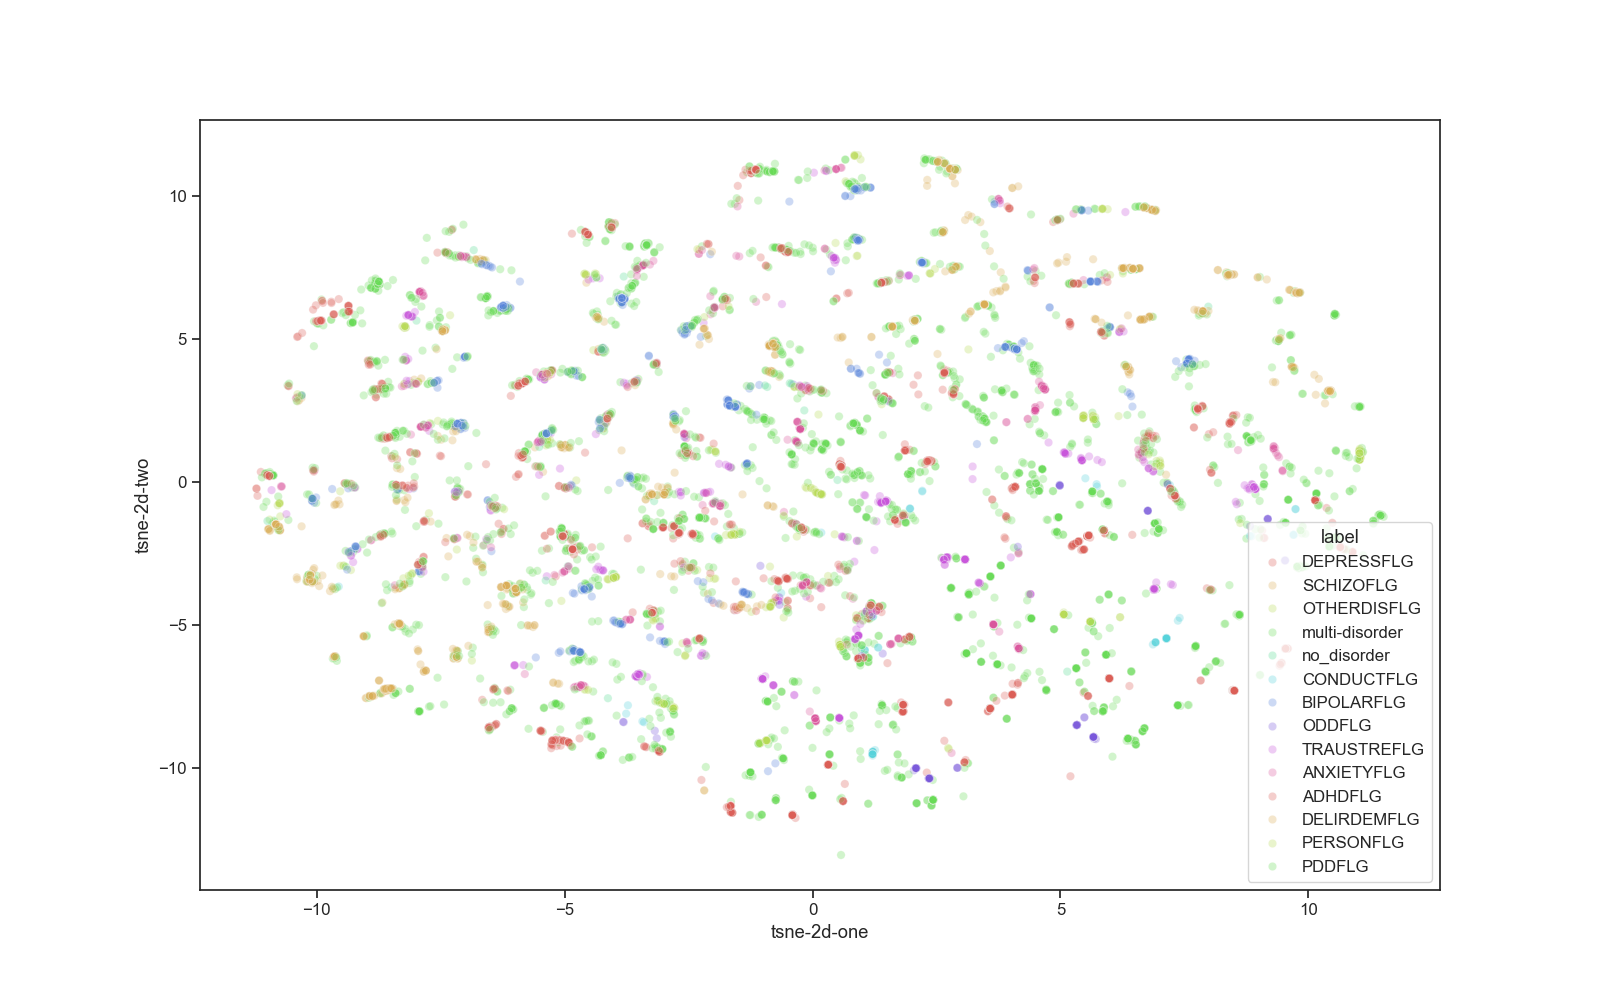 10
5
0
−5
−10
tsne-2d-two
−10
−5
0
5
10
tsne-2d-one
label
DEPRESSFLG
SCHIZOFLG
OTHERDISFLG
multi-disorder
no_disorder
CONDUCTFLG
BIPOLARFLG
ODDFLG
TRAUSTREFLG
ANXIETYFLG
ADHDFLG
DELIRDEMFLG
PERSONFLG
PDDFLG